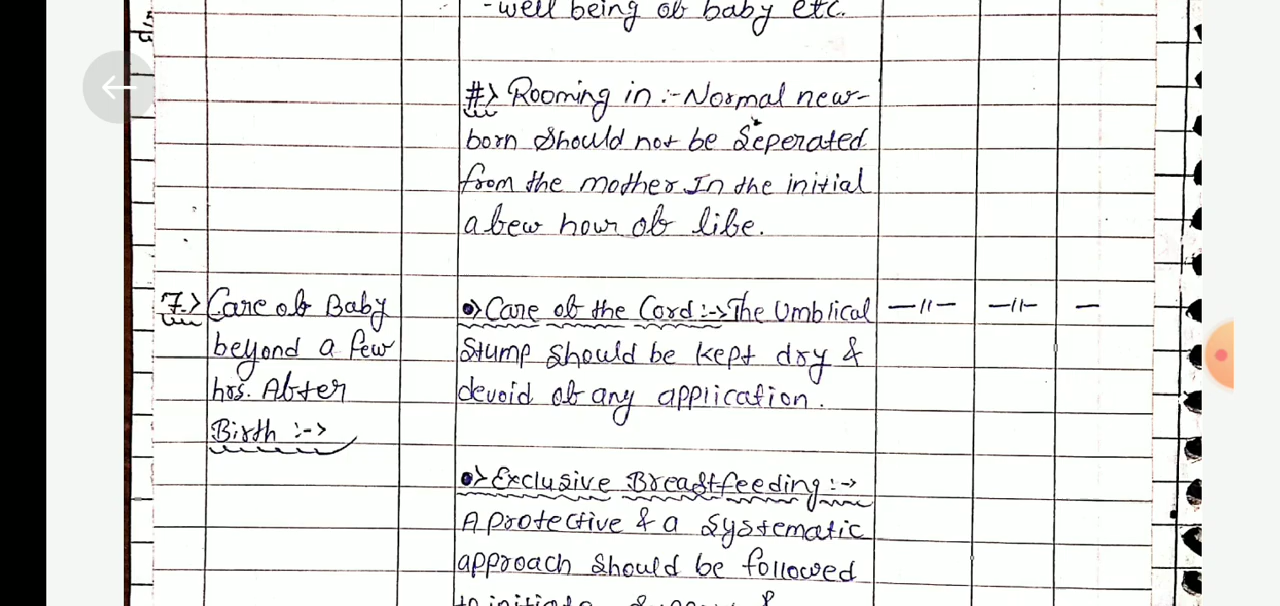 -well being of baby etc.
#> Rooming in :- Normal new-
born should not be Seperated
from the mother In the initial
a few hour of life.
7.> Care of Baby
beyond a few
hrs. After
Birth :->
•> Care of the Cord :-> The Umblical
Stump should be kept dry &
devoid of any application.
—〃— —〃— —
•> Exclusive Breastfeeding :->
A protective & a Systematic
approach should be followed
to initiate